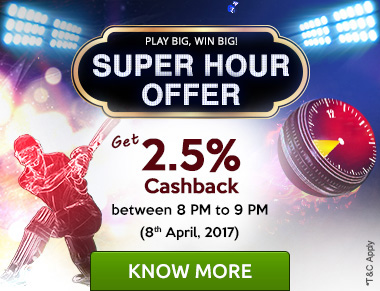 PLAY BIG, WIN BIG!
SUPER HOUR
OFFER
Get 2.5%
Cashback
between 8 PM to 9 PM
(8th April, 2017)
KNOW MORE
*T&C Apply